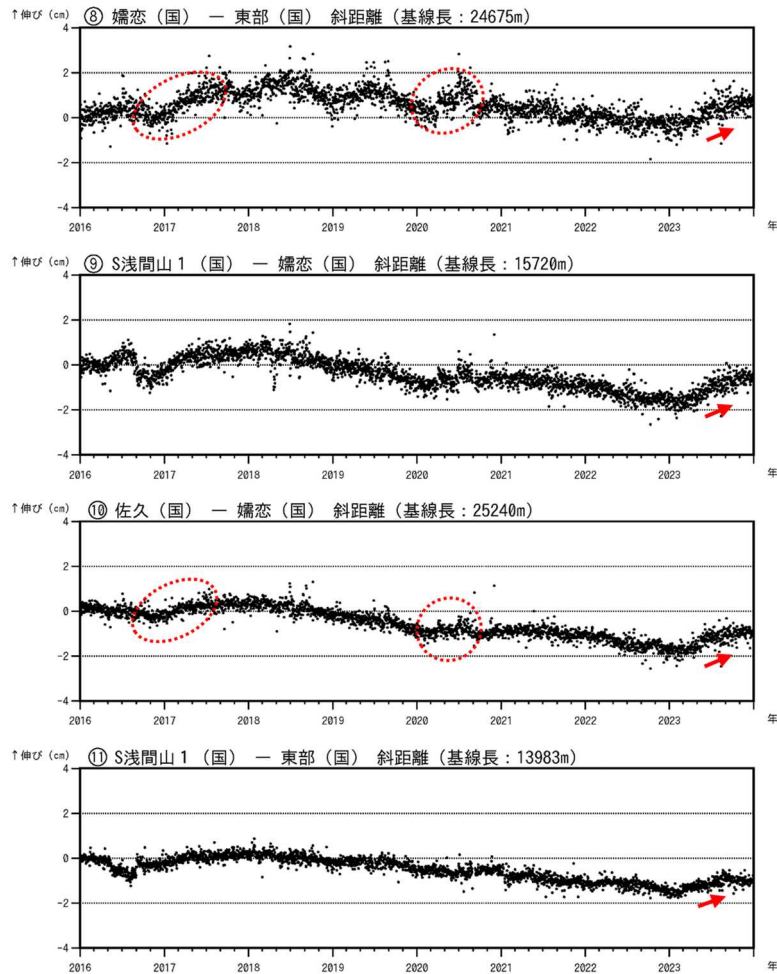 ↑伸び（cm） ⑧ 嬬恋（国） ― 東部（国） 斜距離（基線長：24675m）
4
2
0
-2
-4
2016 2017 2018 2019 2020 2021 2022 2023 年
↑伸び（cm） ⑨ S浅間山１（国） ― 嬬恋（国） 斜距離（基線長：15720m）
4
2
0
-2
-4
2016 2017 2018 2019 2020 2021 2022 2023 年
↑伸び（cm） ⑩ 佐久（国） ― 嬬恋（国） 斜距離（基線長：25240m）
4
2
0
-2
-4
2016 2017 2018 2019 2020 2021 2022 2023 年
↑伸び（cm） ⑪ S浅間山１（国） ― 東部（国） 斜距離（基線長：13983m）
4
2
0
-2
-4
2016 2017 2018 2019 2020 2021 2022 2023 年